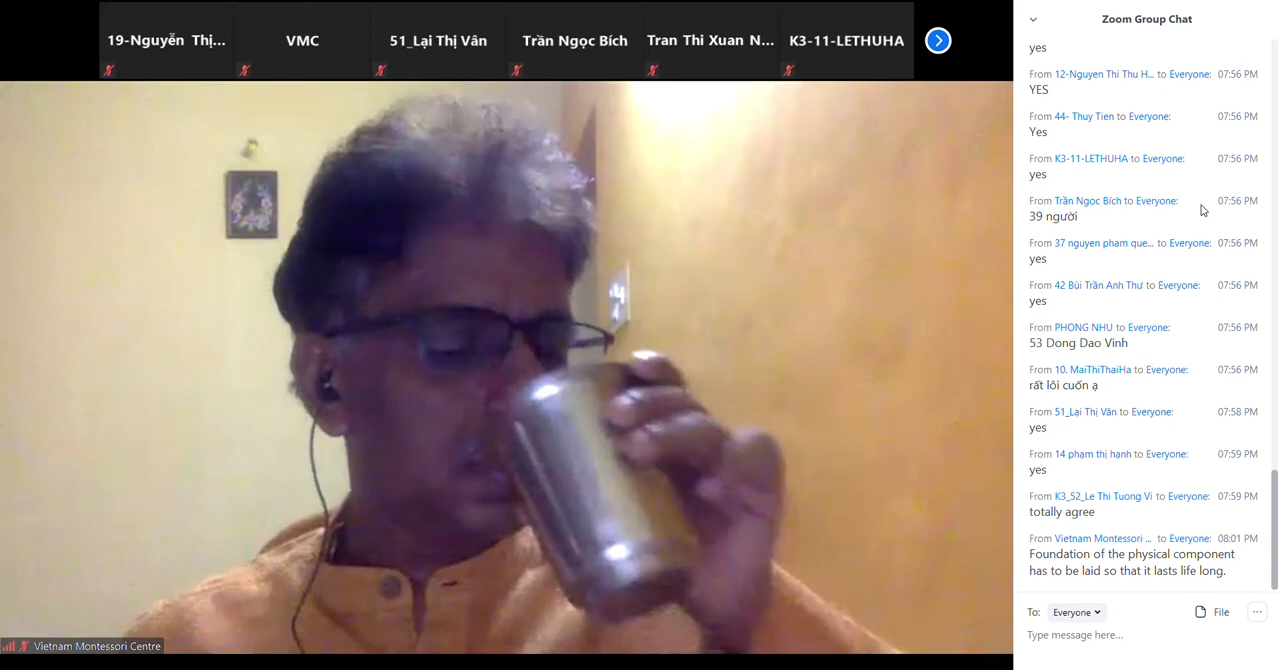 19-Nguyễn Thị...
VMC
51_Lại Thị Vân
Trần Ngọc Bích
Tran Thi Xuan N...
K3-11-LETHUHA
Vietnam Montessori Centre
Zoom Group Chat
yes
From 12-Nguyen Thi Thu H... to Everyone: 07:56 PM
YES
From 44- Thuy Tien to Everyone: 07:56 PM
Yes
From K3-11-LETHUHA to Everyone: 07:56 PM
yes
From Trần Ngọc Bích to Everyone: 07:56 PM
39 người
From 37 nguyen pham que... to Everyone: 07:56 PM
yes
From 42 Bùi Trần Anh Thư to Everyone: 07:56 PM
yes
From PHONG NHU to Everyone: 07:56 PM
53 Dong Dao Vinh
From 10. MaiThiThaiHa to Everyone: 07:56 PM
rất lôi cuốn ạ
From 51_Lại Thị Vân to Everyone: 07:58 PM
yes
From 14 phạm thị hạnh to Everyone: 07:59 PM
yes
From K3_52_Le Thi Tuong Vi to Everyone: 07:59 PM
totally agree
From Vietnam Montessori ... to Everyone: 08:01 PM
Foundation of the physical component
has to be laid so that it lasts life long.
To: Everyone File
Type message here...